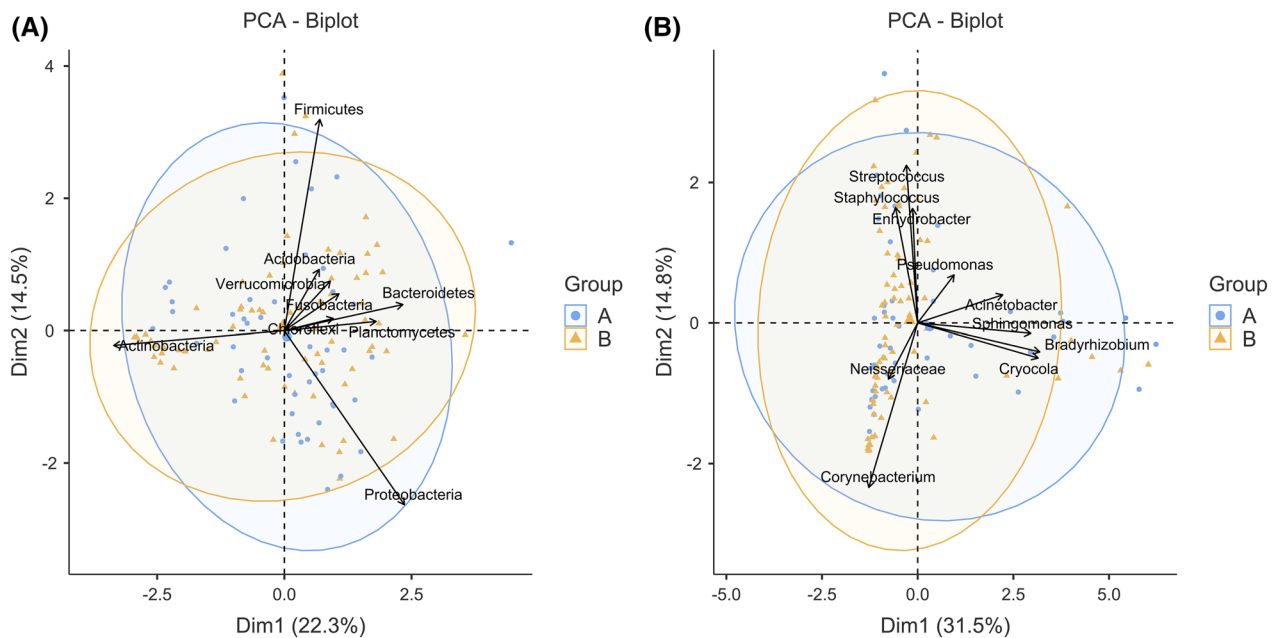 (A)
PCA - Biplot
Dim2 (14.5%)
4
2
0
-2
Firmicutes
Acidobacteria
Verrucomicrobia
Fusobacteria
Bacteroidetes
Chloroflexi
Planctomycetes
Actinobacteria
Proteobacteria
-2.5
0.0
2.5
Dim1 (22.3%)
Group
A
B
(B)
PCA - Biplot
Dim2 (14.8%)
2
0
-2
Streptococcus
Staphylococcus
Enhydrobacter
Pseudomonas
Acinetobacter
Sphingomonas
Bradyrhizobium
Neisseriaceae
Cryocola
Corynebacterium
-5.0
-2.5
0.0
2.5
5.0
Dim1 (31.5%)
Group
A
B